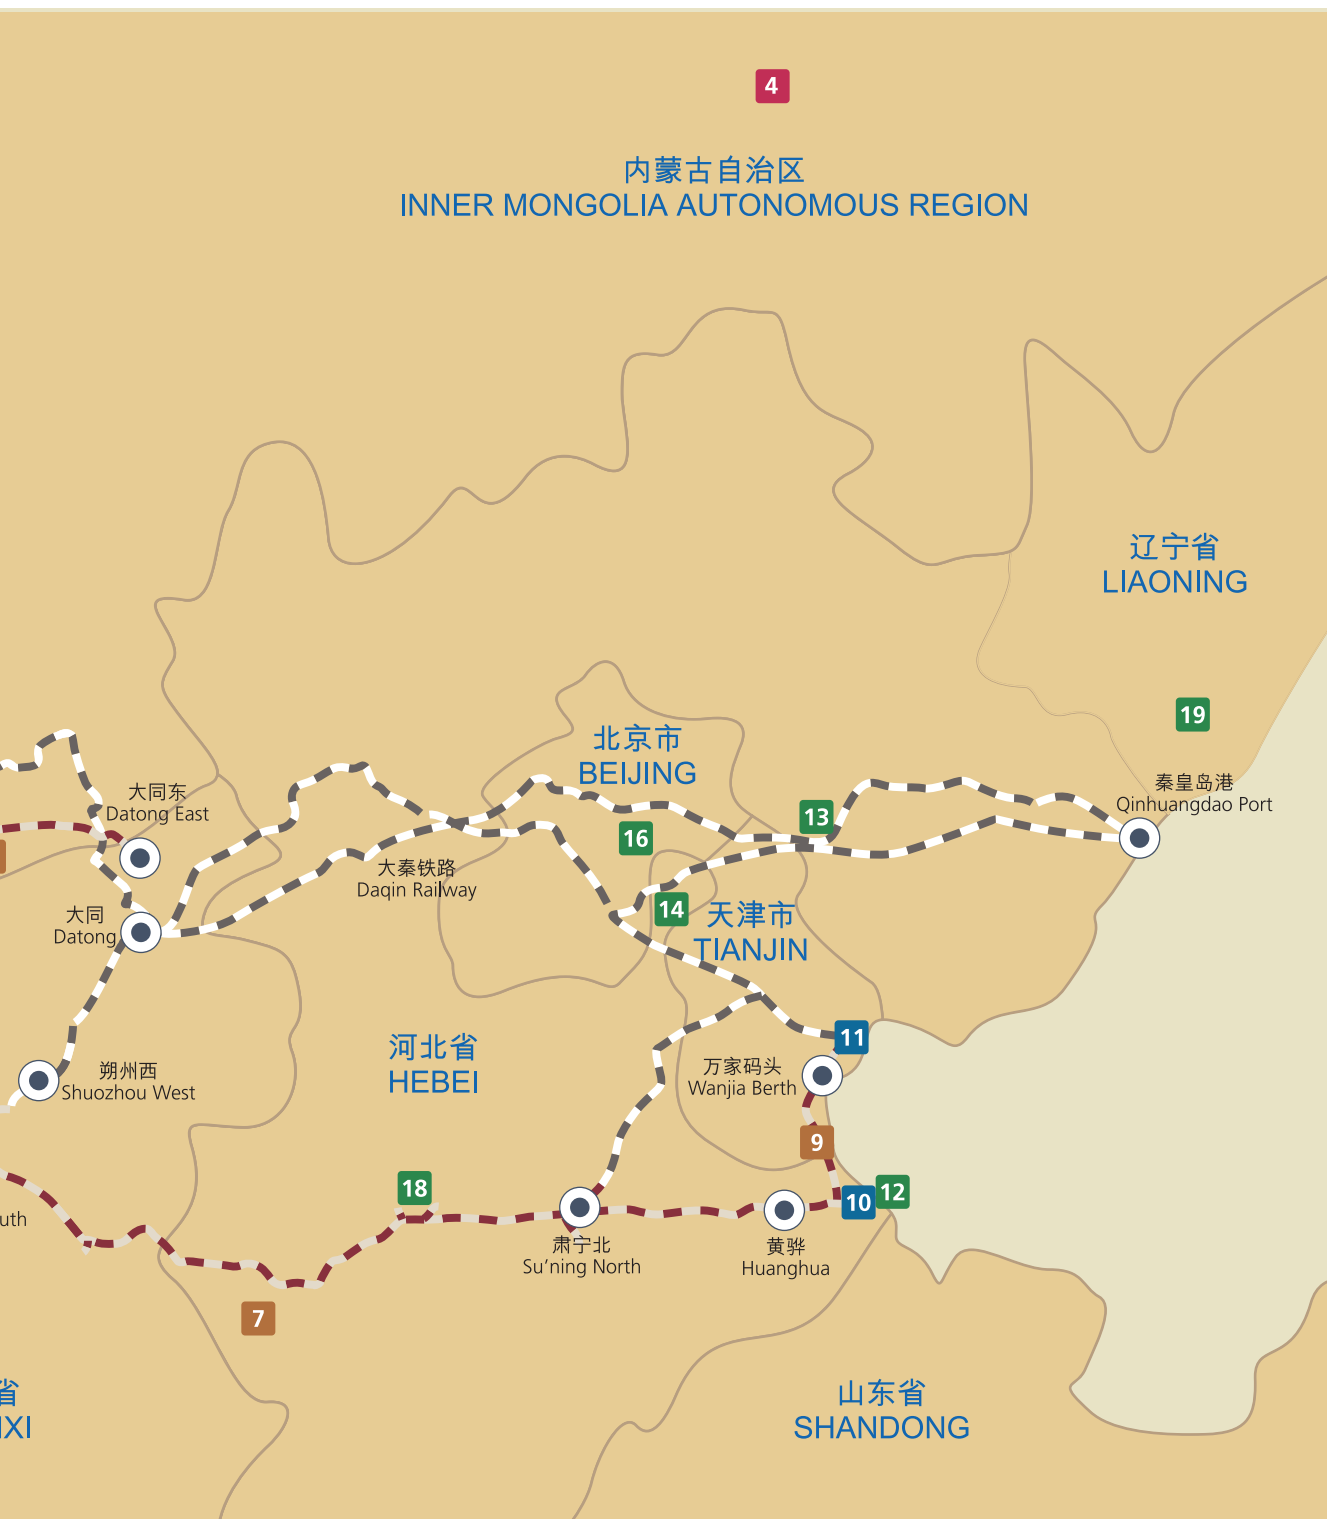 4
内蒙古自治区
INNER MONGOLIA AUTONOMOUS REGION
辽宁省
LIAONING
19
北京市
BEIJING
秦皇岛港
Qinhuangdao Port
大同东
Datong East
13
16
大秦铁路
Daqin Railway
14
大同
Datong
天津市
TIANJIN
11
河北省
HEBEI
万家码头
Wanjia Berth
朔州西
Shuozhou West
9
18
10
12
uth
肃宁北
Su’ning North
黄骅
Huanghua
7
省
IXI
山东省
SHANDONG